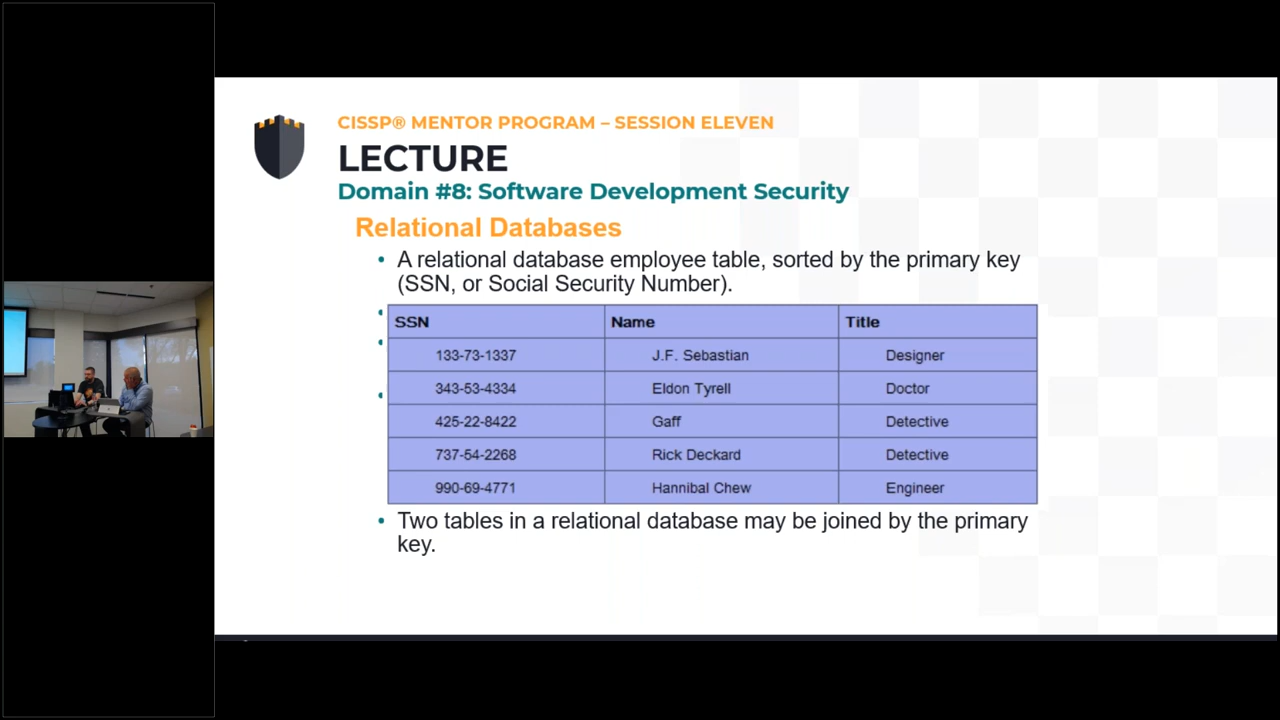 CISSP® MENTOR PROGRAM – SESSION ELEVEN
LECTURE
Domain #8: Software Development Security
Relational Databases
• A relational database employee table, sorted by the primary key
(SSN, or Social Security Number).
SSN Name Title
133-73-1337 J.F. Sebastian Designer
343-53-4334 Eldon Tyrell Doctor
425-22-8422 Gaff Detective
737-54-2268 Rick Deckard Detective
990-69-4771 Hannibal Chew Engineer
• Two tables in a relational database may be joined by the primary
key.